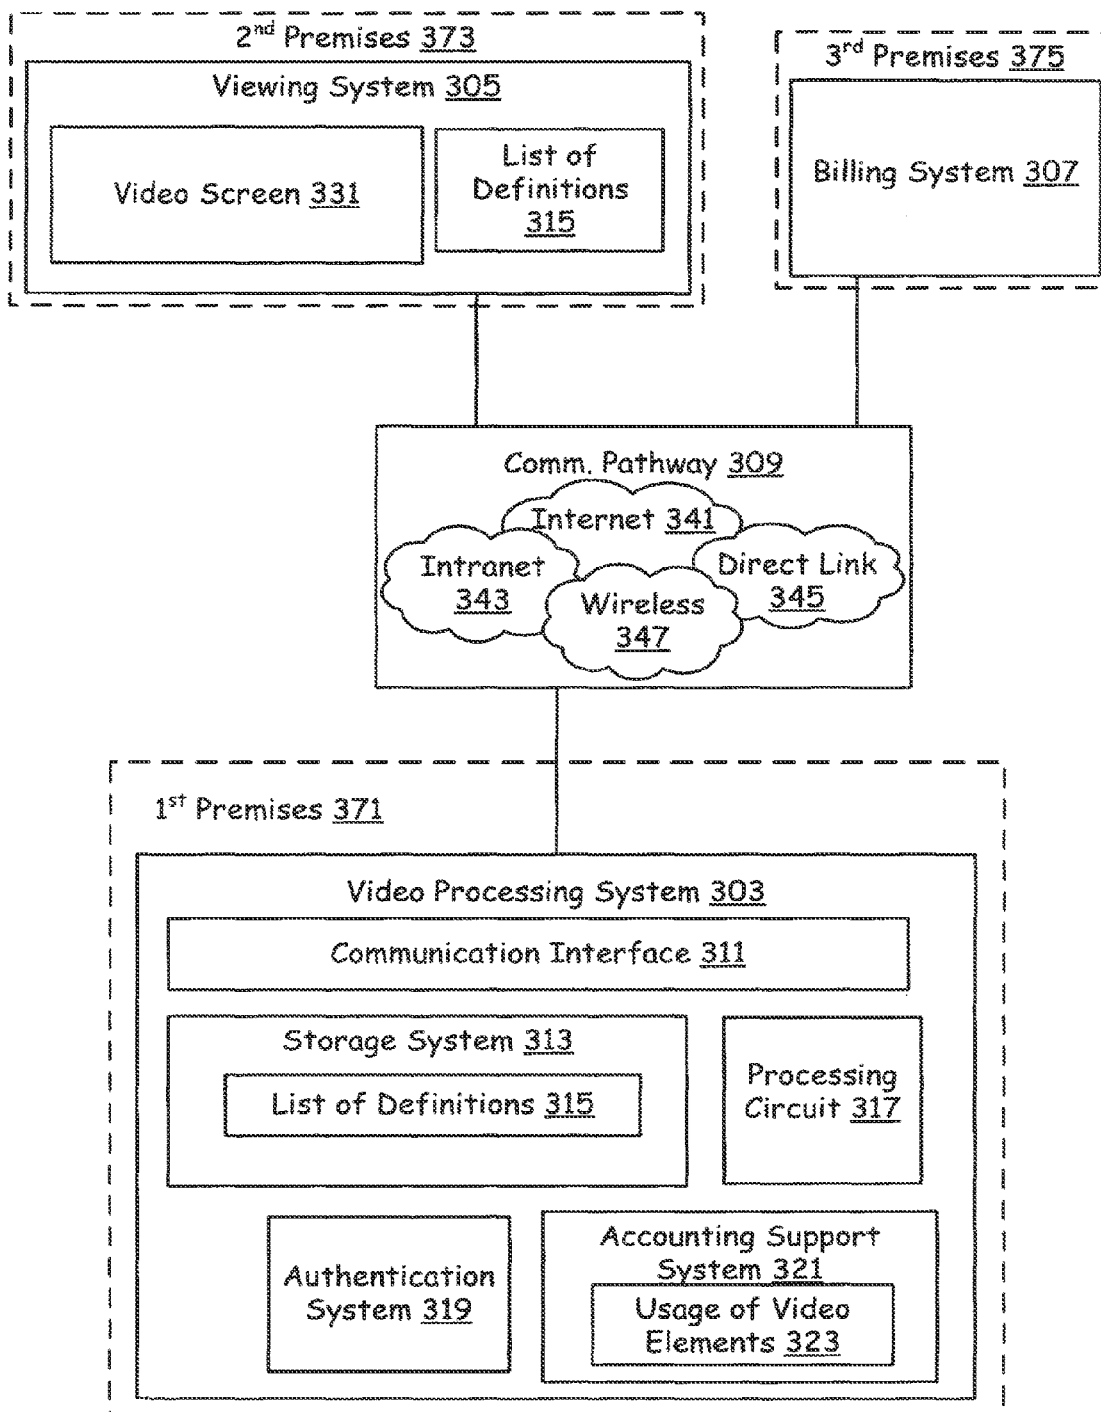 2nd Premises 373
Viewing System 305
Video Screen 331
List of
Definitions
315
3rd Premises 375
Billing System 307
Comm. Pathway 309
Internet 341
Intranet
343
Direct Link
345
Wireless
347
1st Premises 371
Video Processing System 303
Communication Interface 311
Storage System 313
List of Definitions 315
Processing
Circuit 317
Authentication
System 319
Accounting Support
System 321
Usage of Video
Elements 323